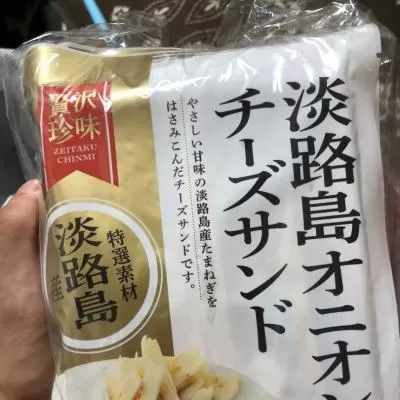 贅沢
珍味
ZEITAKU
CHINMI
淡路島オニオン
チーズサンド
やさしい甘味の淡路島産たまねぎを
はさみこんだチーズサンドです。
特選素材
淡路島
産